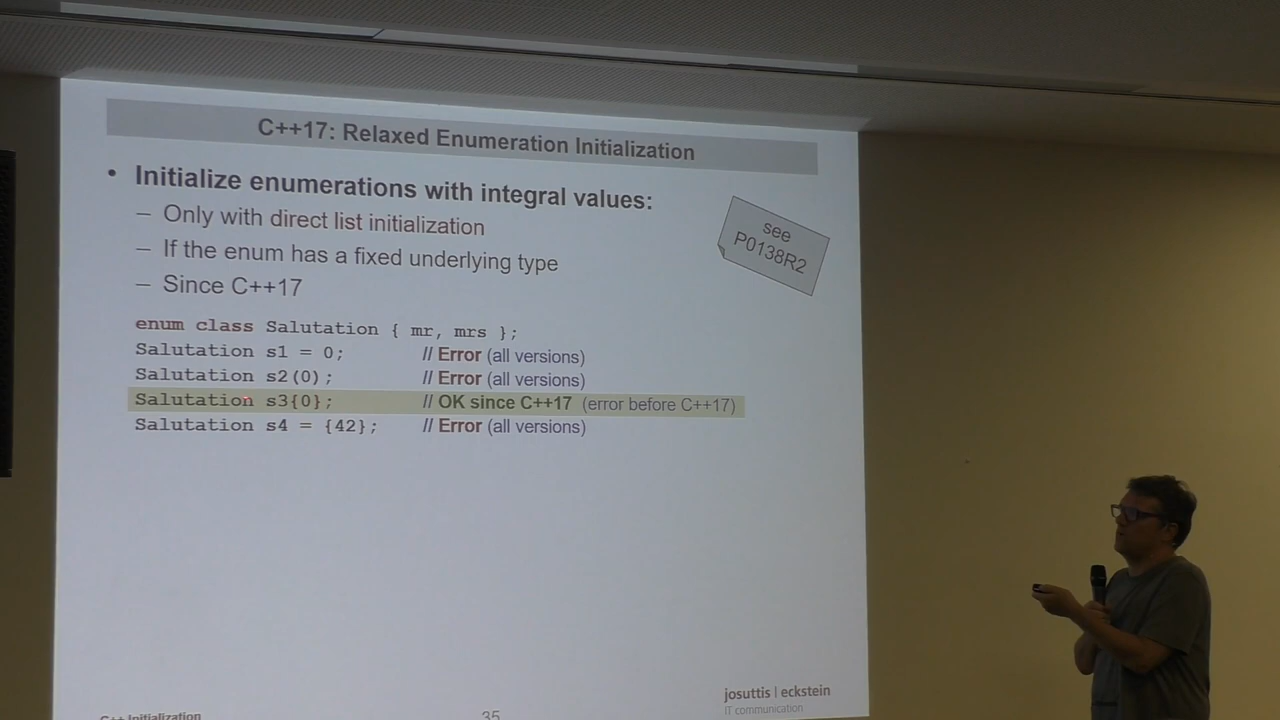 C++17: Relaxed Enumeration Initialization
• Initialize enumerations with integral values:
– Only with direct list initialization
– If the enum has a fixed underlying type
– Since C++17
see
P0138R2
enum class Salutation { mr, mrs };
Salutation s1 = 0; // Error (all versions)
Salutation s2(0); // Error (all versions)
Salutation s3{0}; // OK since C++17 (error before C++17)
Salutation s4 = {42}; // Error (all versions)
C++ Initialization
35
josuttis | eckstein
IT communication